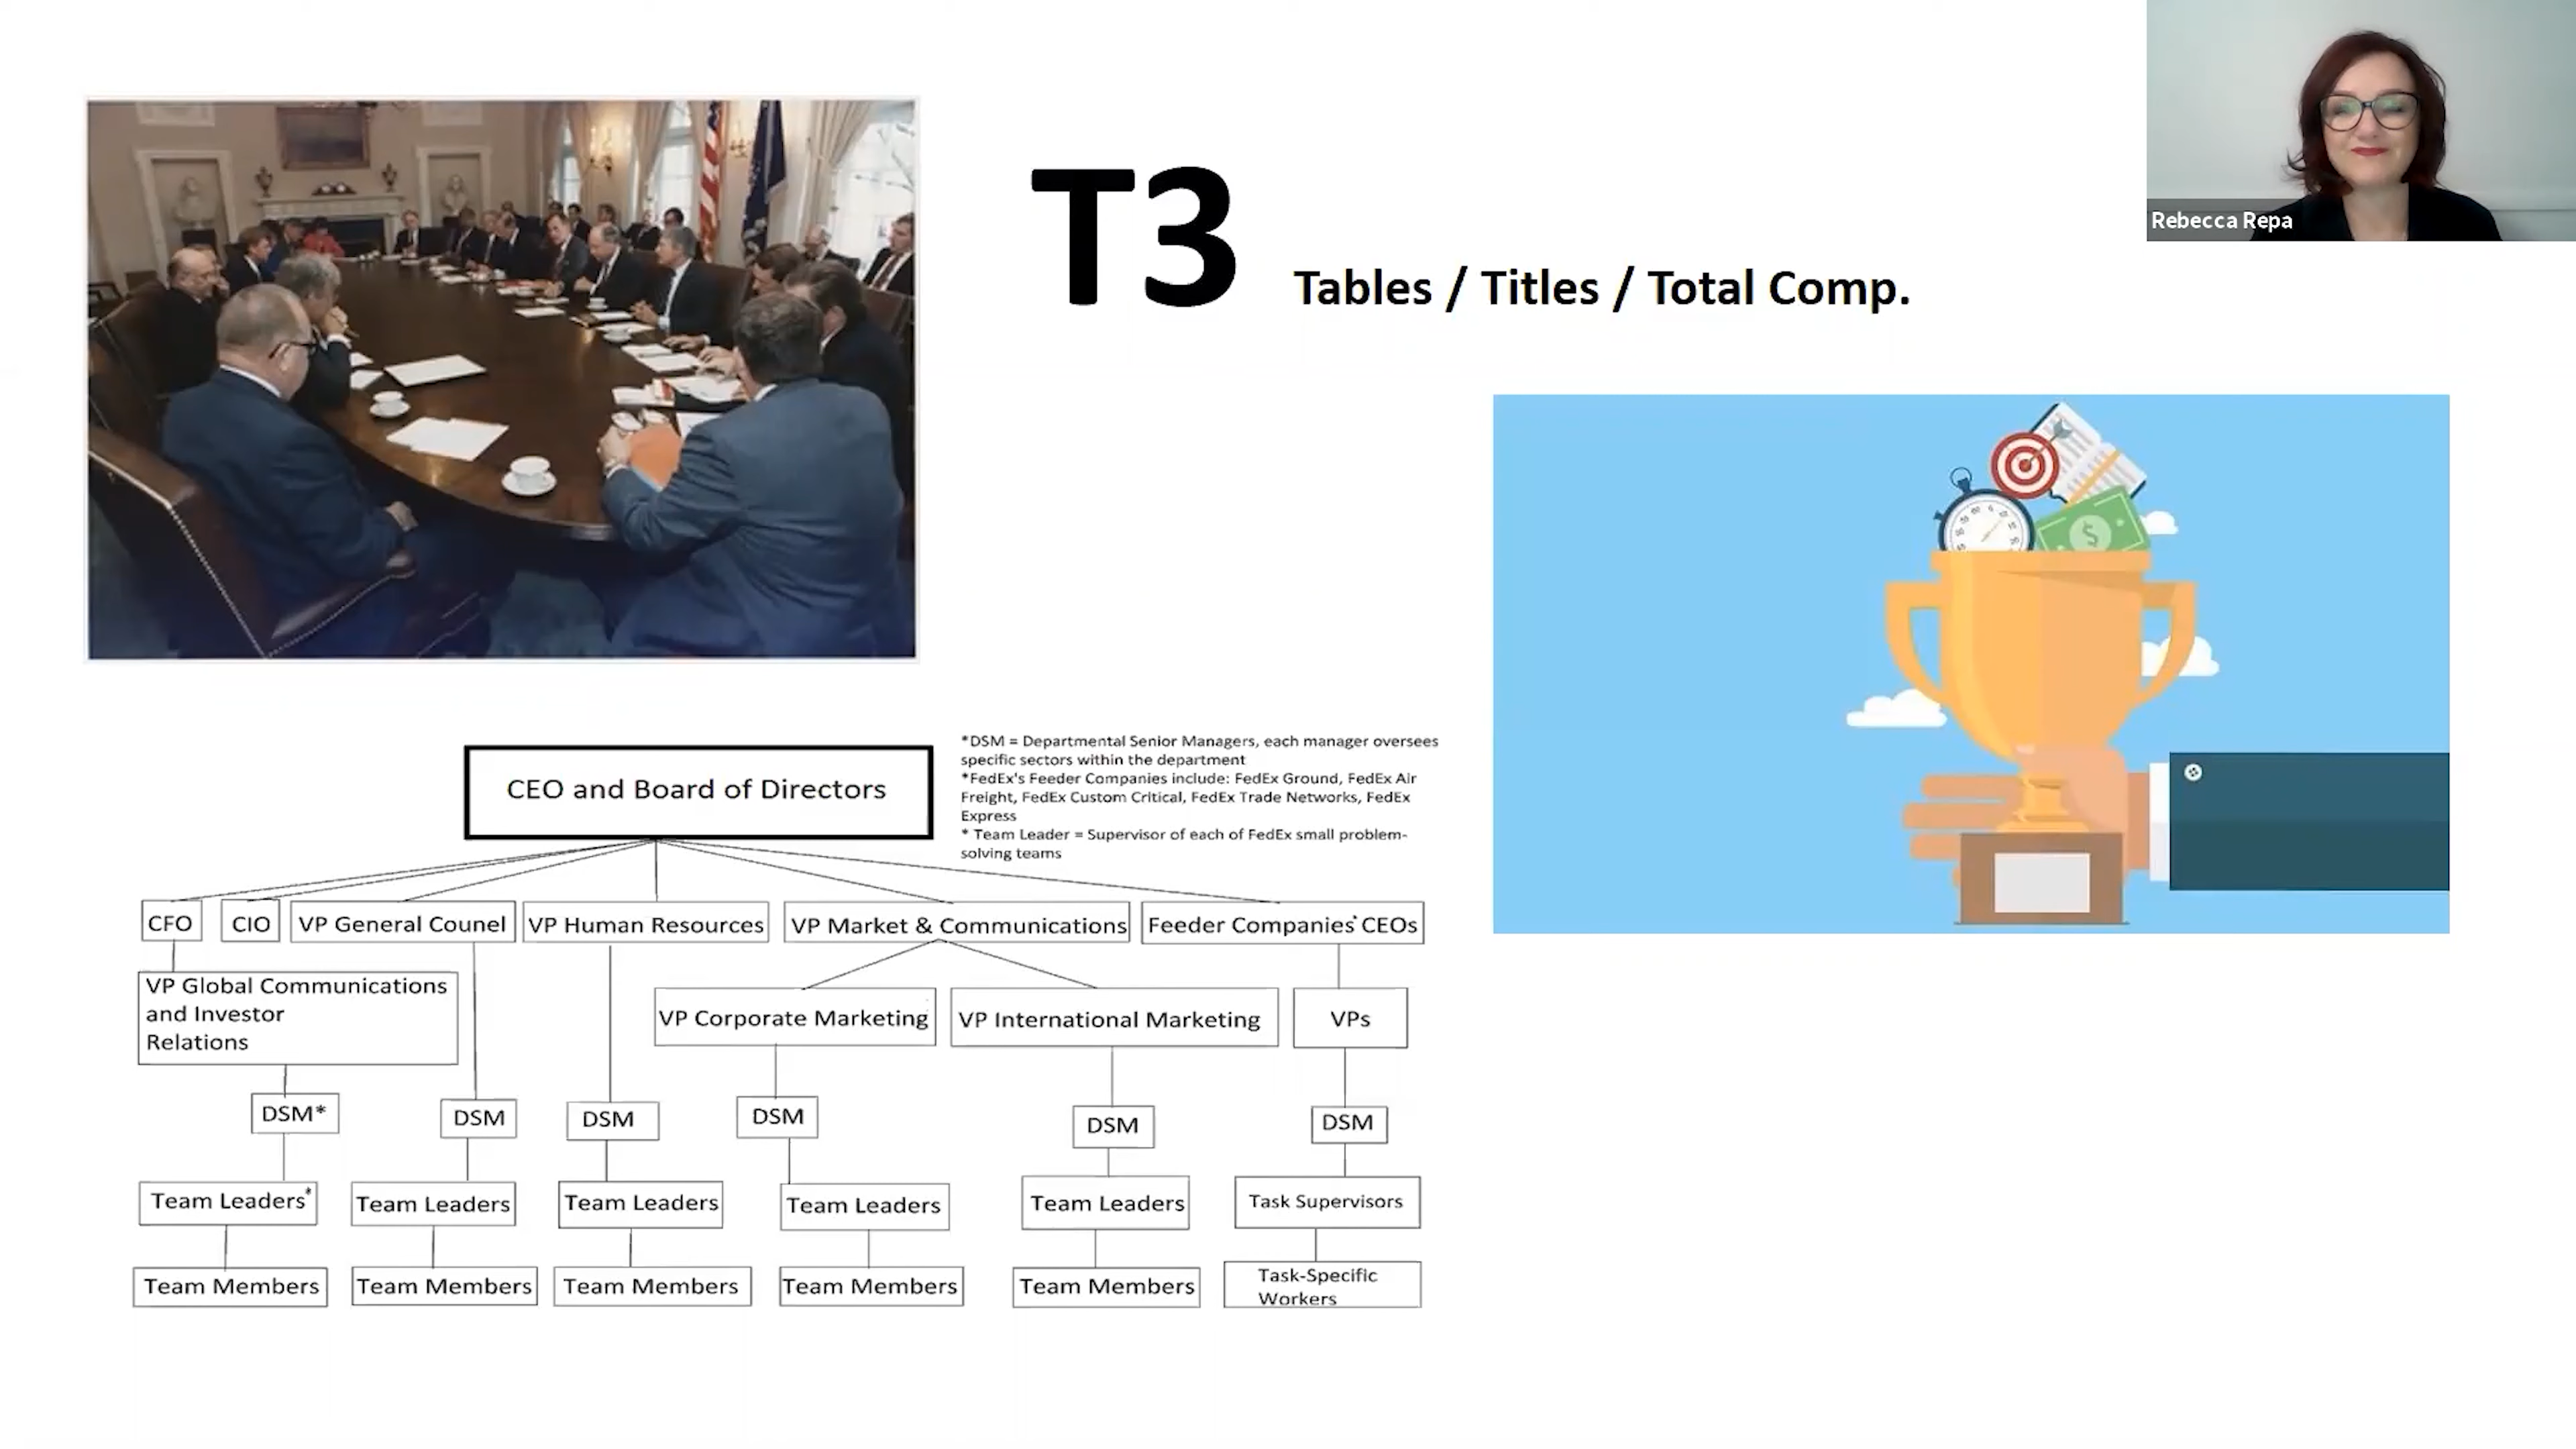 Rebecca Repa
T3
Tables / Titles / Total Comp.
CEO and Board of Directors
*DSM = Departmental Senior Managers, each manager oversees
specific sectors within the department
*FedEx's Feeder Companies include: FedEx Ground, FedEx Air
Freight, FedEx Custom Critical, FedEx Trade Networks, FedEx
Express
* Team Leader = Supervisor of each of FedEx small problem-
solving teams
CFO
CIO
VP General Counel
VP Human Resources
VP Market & Communications
Feeder Companies* CEOs
VP Global Communications
and Investor
Relations
VP Corporate Marketing
VP International Marketing
VPs
DSM*
DSM
DSM
DSM
DSM
DSM
Team Leaders*
Team Leaders
Team Leaders
Team Leaders
Team Leaders
Task Supervisors
Team Members
Team Members
Team Members
Team Members
Team Members
Task-Specific
Workers
$